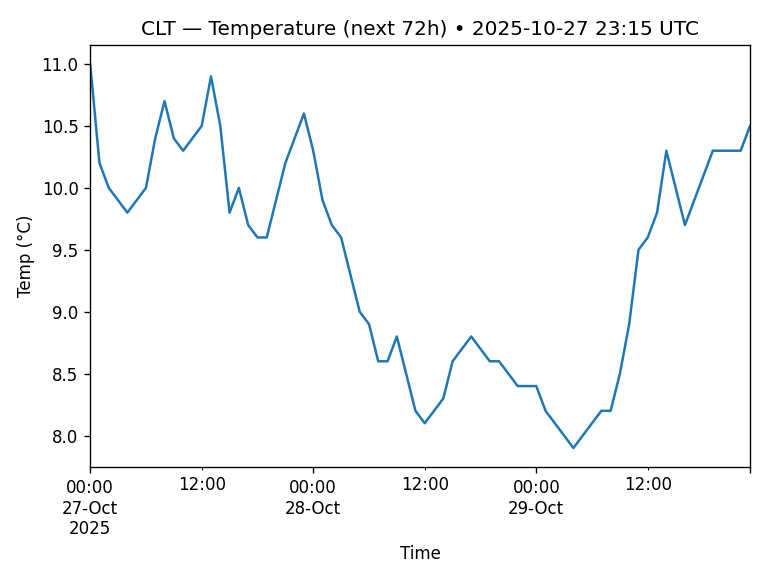 CLT — Temperature (next 72h) • 2025-10-27 23:15 UTC
11.0
10.5
10.0
9.5
9.0
8.5
8.0
Temp (°C)
00:00 12:00 00:00 12:00 00:00 12:00
27-Oct 28-Oct 29-Oct
2025
Time